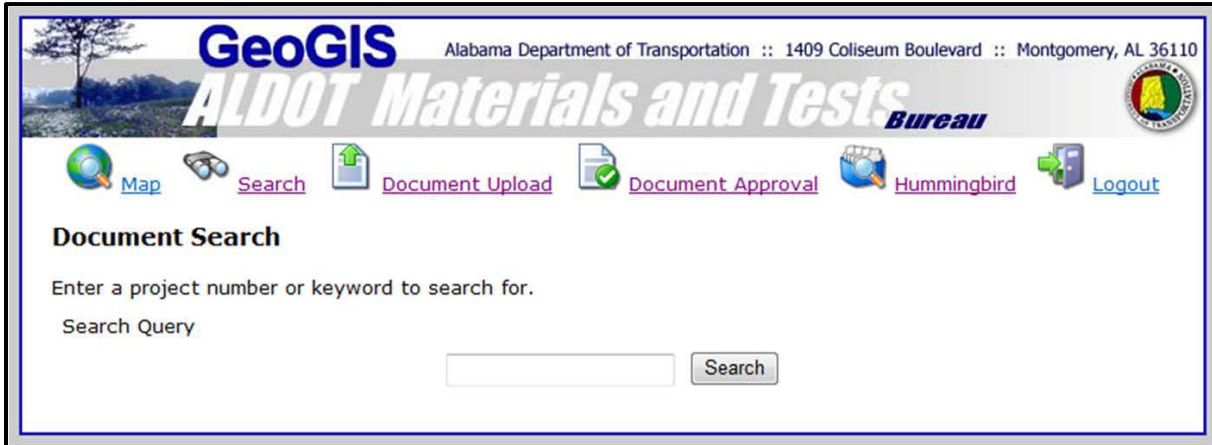 GeoGIS
Alabama Department of Transportation :: 1409 Coliseum Boulevard :: Montgomery, AL 36110
ALDOT Materials and Tests Bureau
Map Search Document Upload Document Approval Hummingbird Logout
Document Search
Enter a project number or keyword to search for.
Search Query
Search